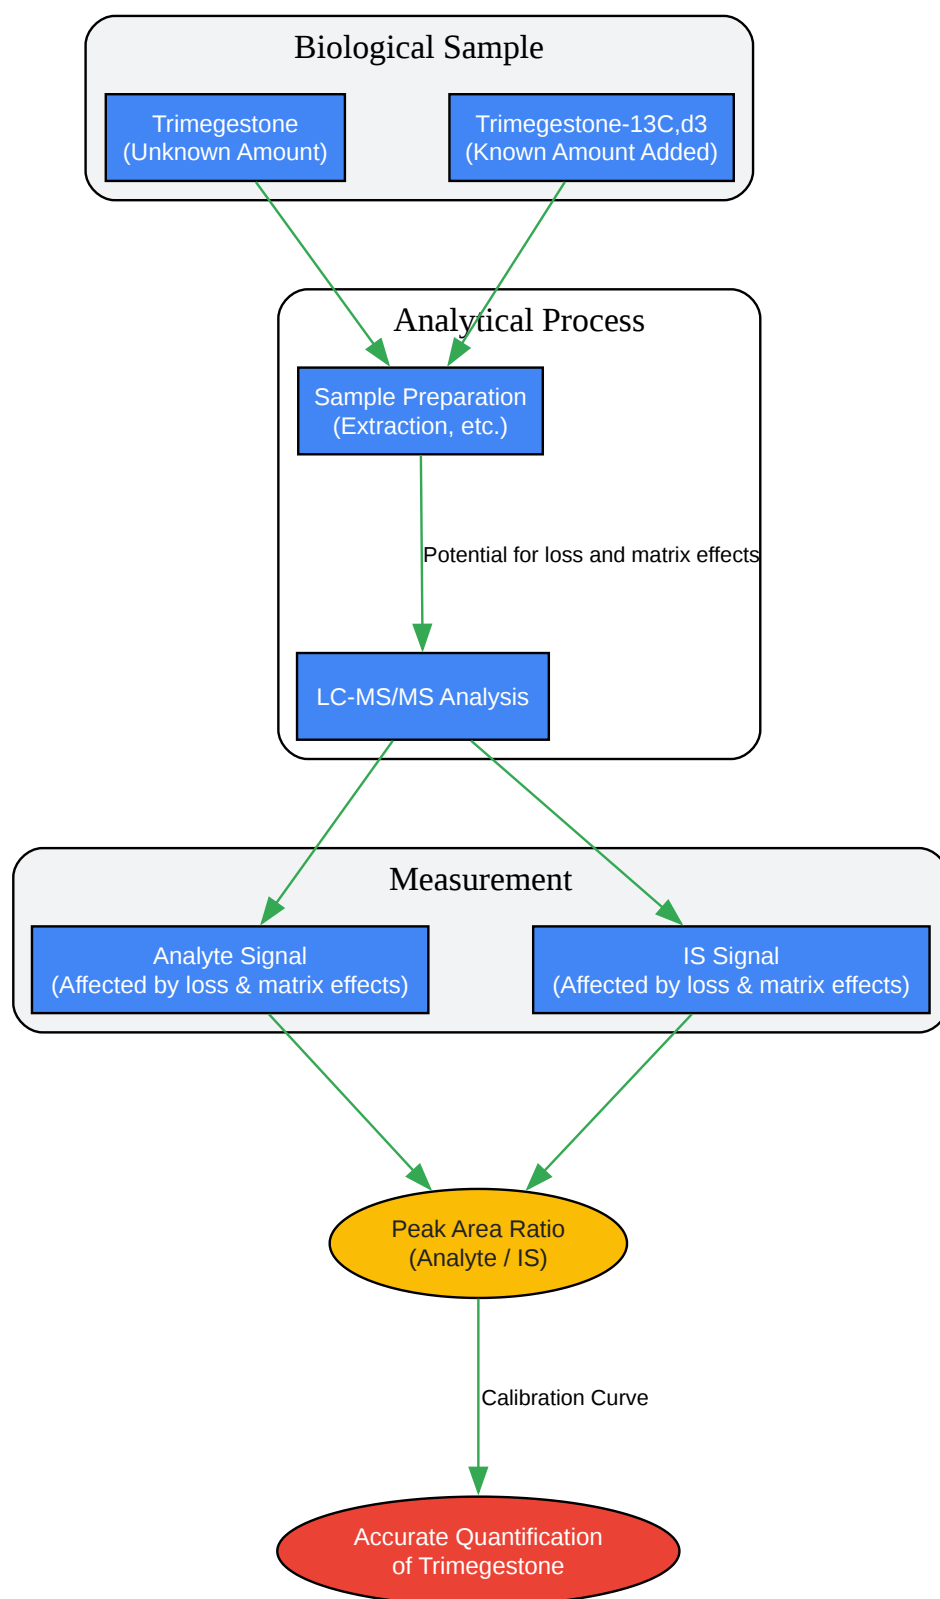 Biological Sample
Trimegestone
(Unknown Amount)
Trimegestone-13C,d3
(Known Amount Added)
Analytical Process
Sample Preparation
(Extraction, etc.)
Potential for loss and matrix effects
LC-MS/MS Analysis
Measurement
Analyte Signal
(Affected by loss & matrix effects)
IS Signal
(Affected by loss & matrix effects)
Peak Area Ratio
(Analyte / IS)
Calibration Curve
Accurate Quantification
of Trimegestone